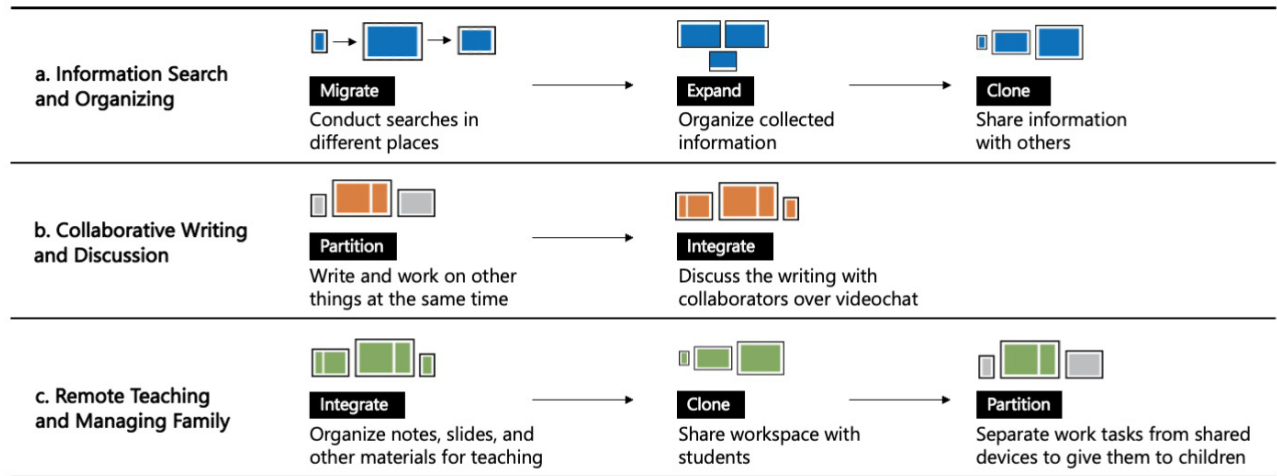 a. Information Search
and Organizing
Migrate
Conduct searches in
different places
Expand
Organize collected
information
Clone
Share information
with others
b. Collaborative Writing
and Discussion
Partition
Write and work on other
things at the same time
Integrate
Discuss the writing with
collaborators over videochat
c. Remote Teaching
and Managing Family
Integrate
Organize notes, slides, and
other materials for teaching
Clone
Share workspace with
students
Partition
Separate work tasks from shared
devices to give them to children